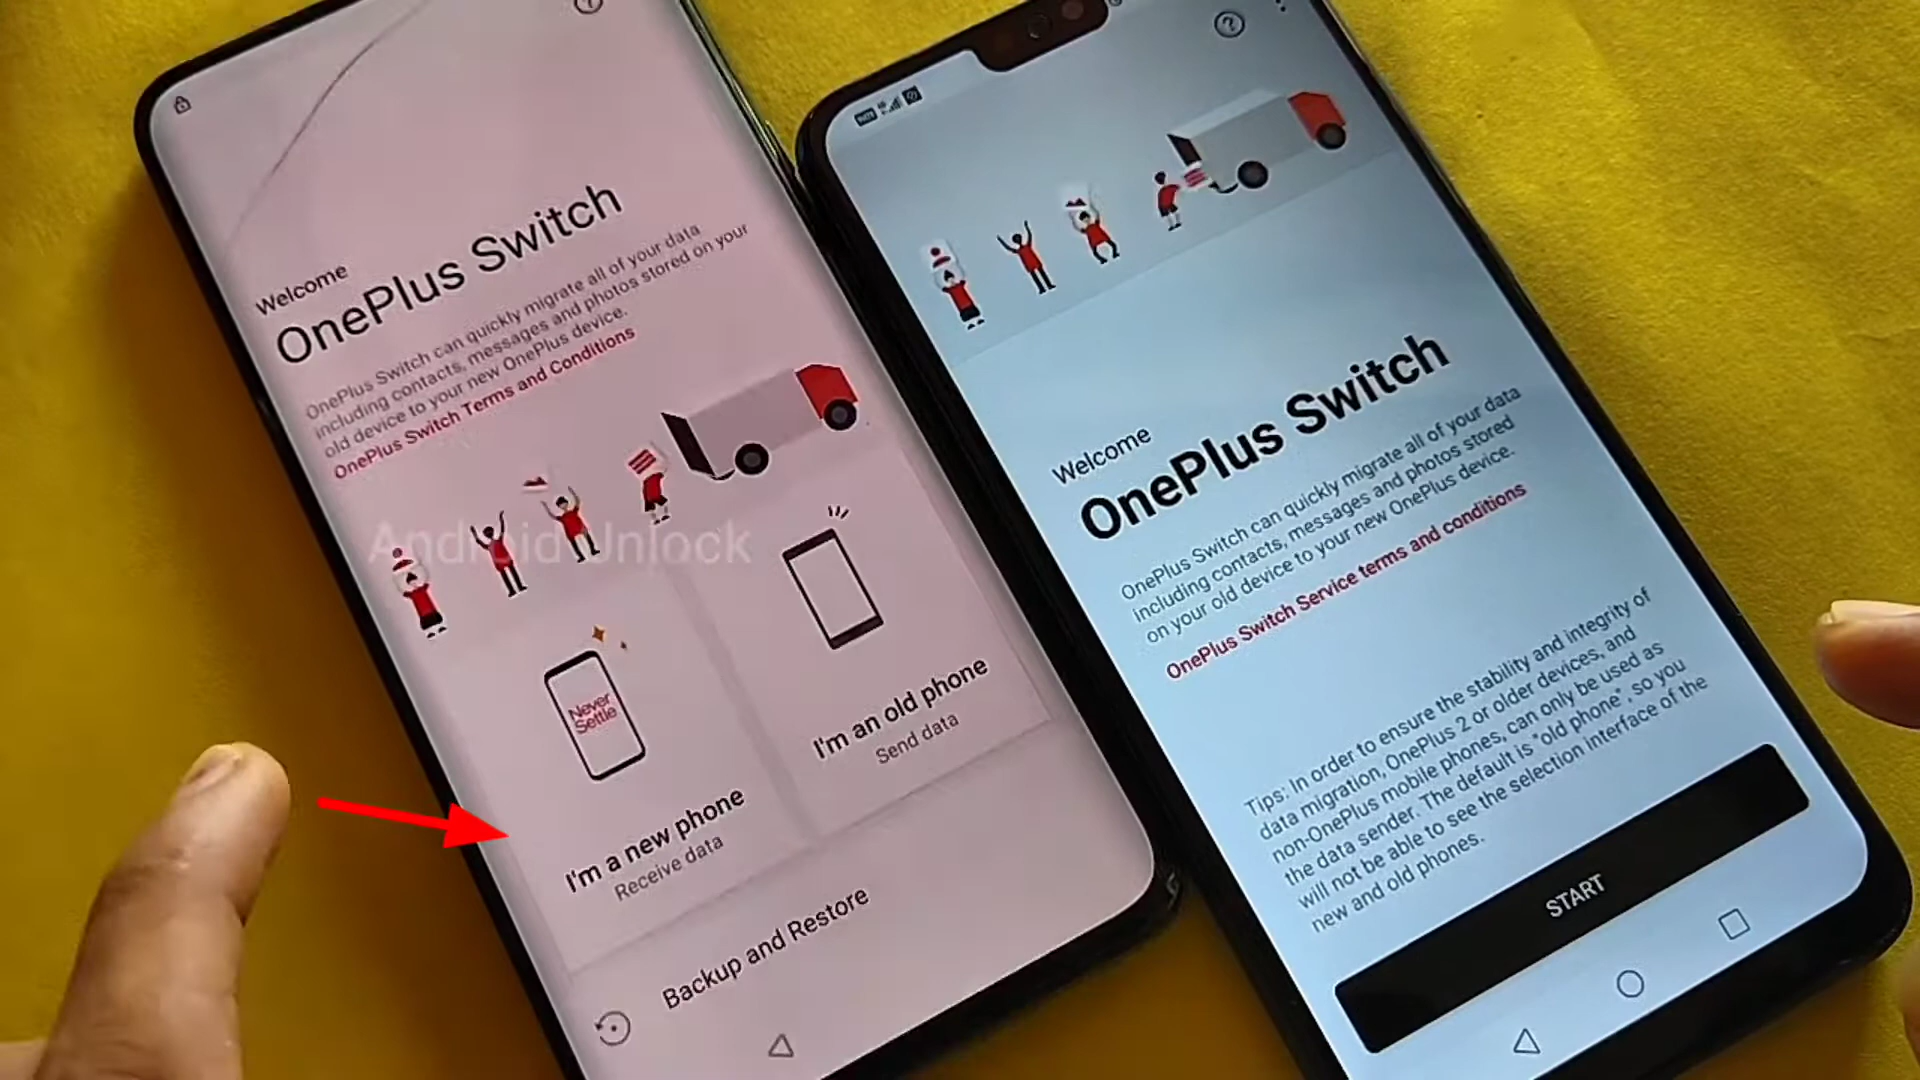 Welcome
OnePlus Switch
OnePlus Switch can quickly migrate all of your data
including contacts, messages and photos stored on your
old device to your new OnePlus device.
OnePlus Switch Terms and Conditions
Android Unlock
Never
Settle
I'm a new phone
Receive data
I'm an old phone
Send data
Backup and Restore
Welcome
OnePlus Switch
OnePlus Switch can quickly migrate all of your data
including contacts, messages and photos stored
on your old device to your new OnePlus device.
OnePlus Switch Service terms and conditions
Tips: In order to ensure the stability and integrity of
data migration, OnePlus 2 or older devices, and
non-OnePlus mobile phones, can only be used as
the data sender. The default is "old phone", so you
will not be able to see the selection interface of the
new and old phones.
START